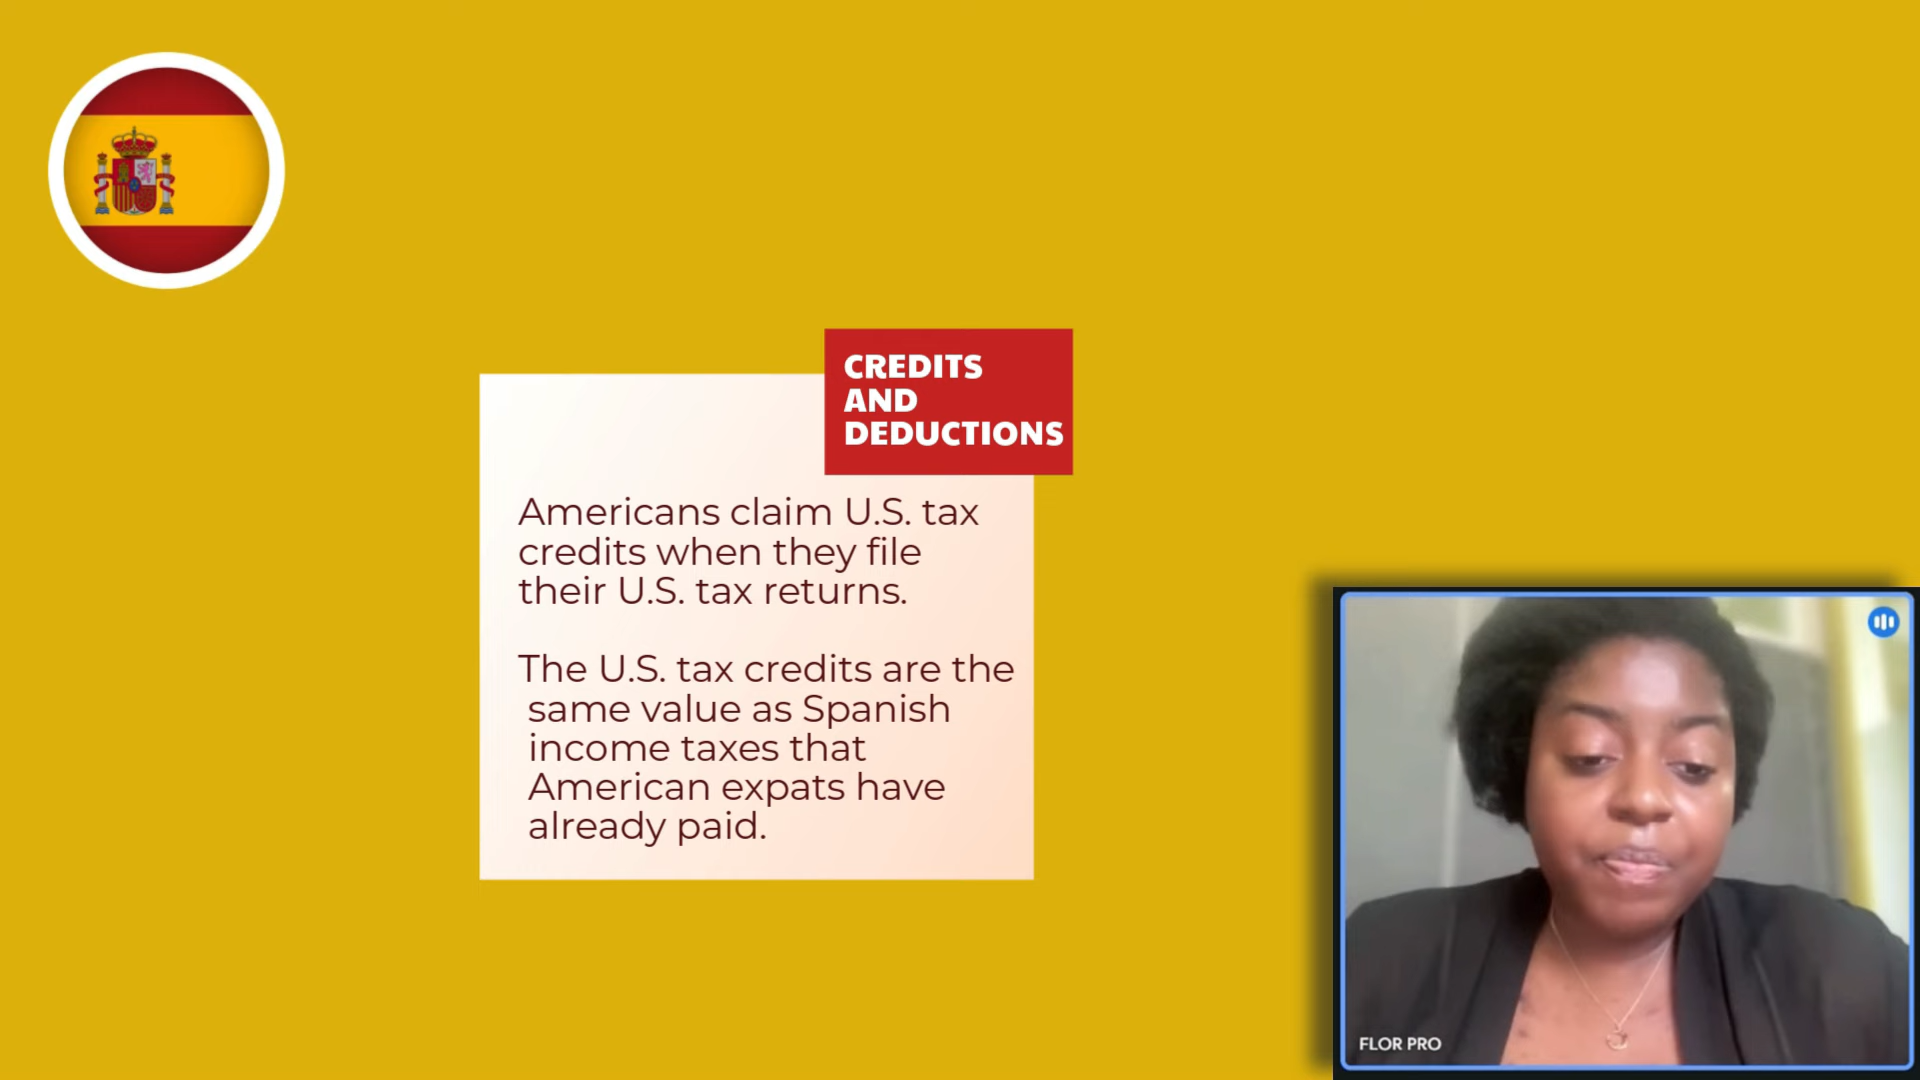 CREDITS
AND
DEDUCTIONS
Americans claim U.S. tax
credits when they file
their U.S. tax returns.
The U.S. tax credits are the
same value as Spanish
income taxes that
American expats have
already paid.
FLOR PRO